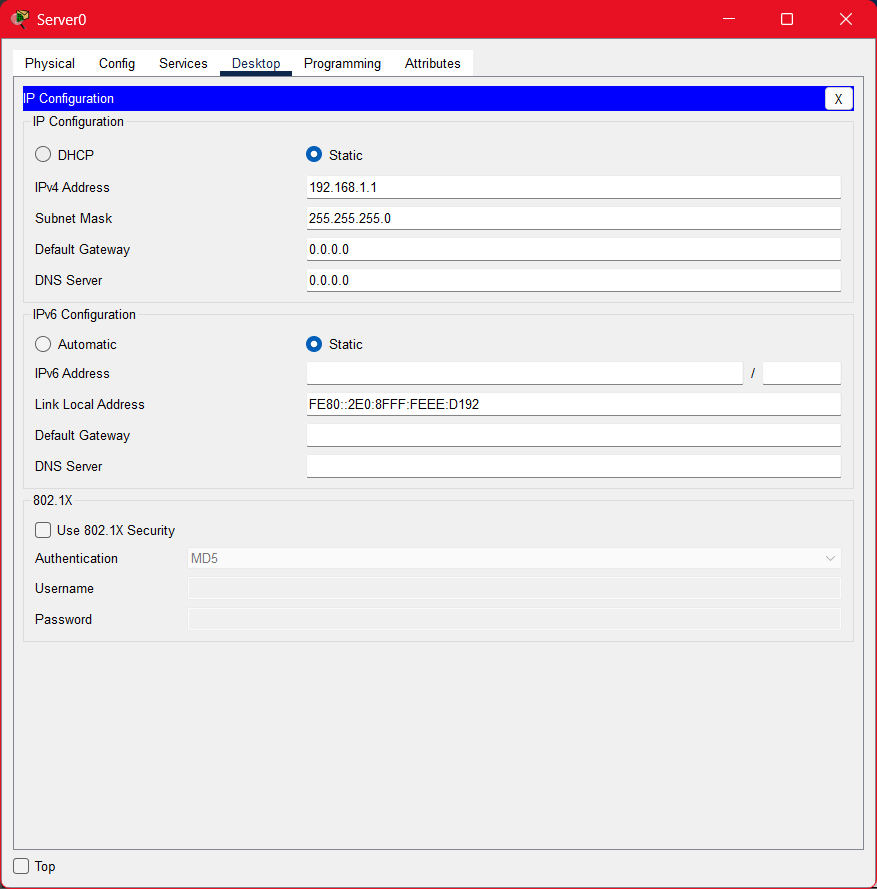 Server0
Physical Config Services Desktop Programming Attributes
IP Configuration X
IP Configuration
DHCP Static
IPv4 Address 192.168.1.1
Subnet Mask 255.255.255.0
Default Gateway 0.0.0.0
DNS Server 0.0.0.0
IPv6 Configuration
Automatic Static
IPv6 Address /
Link Local Address FE80::2E0:8FFF:FEEE:D192
Default Gateway
DNS Server
802.1X
Use 802.1X Security
Authentication MD5
Username
Password
Top